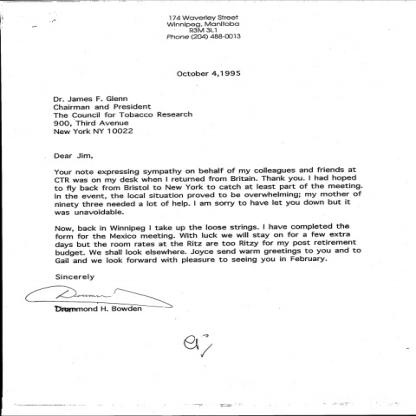 174 Waverley Street
Winnipeg, Manitoba
R3M 3L1
Phone (204) 488-0013
October 4,1995
Dr. James F. Glenn
Chairman and President
The Council for Tobacco Research
900, Third Avenue
New York NY 10022
Dear Jim,
Your note expressing sympathy on behalf of my colleagues and friends at
CTR was on my desk when I returned from Britain. Thank you. I had hoped
to fly back from Bristol to New York to catch at least part of the meeting.
In the event, the local situation proved to be overwhelming; my mother of
ninety three needed a lot of help. I am sorry to have let you down but it
was unavoidable.
Now, back in Winnipeg I take up the loose strings. I have completed the
form for the Mexico meeting. With luck we will stay on for a few extra
days but the room rates at the Ritz are too Ritzy for my post retirement
budget. We shall look elsewhere. Joyce send warm greetings to you and to
Gail and we look forward with pleasure to seeing you in February.
Sincerely
Drummond H. Bowden